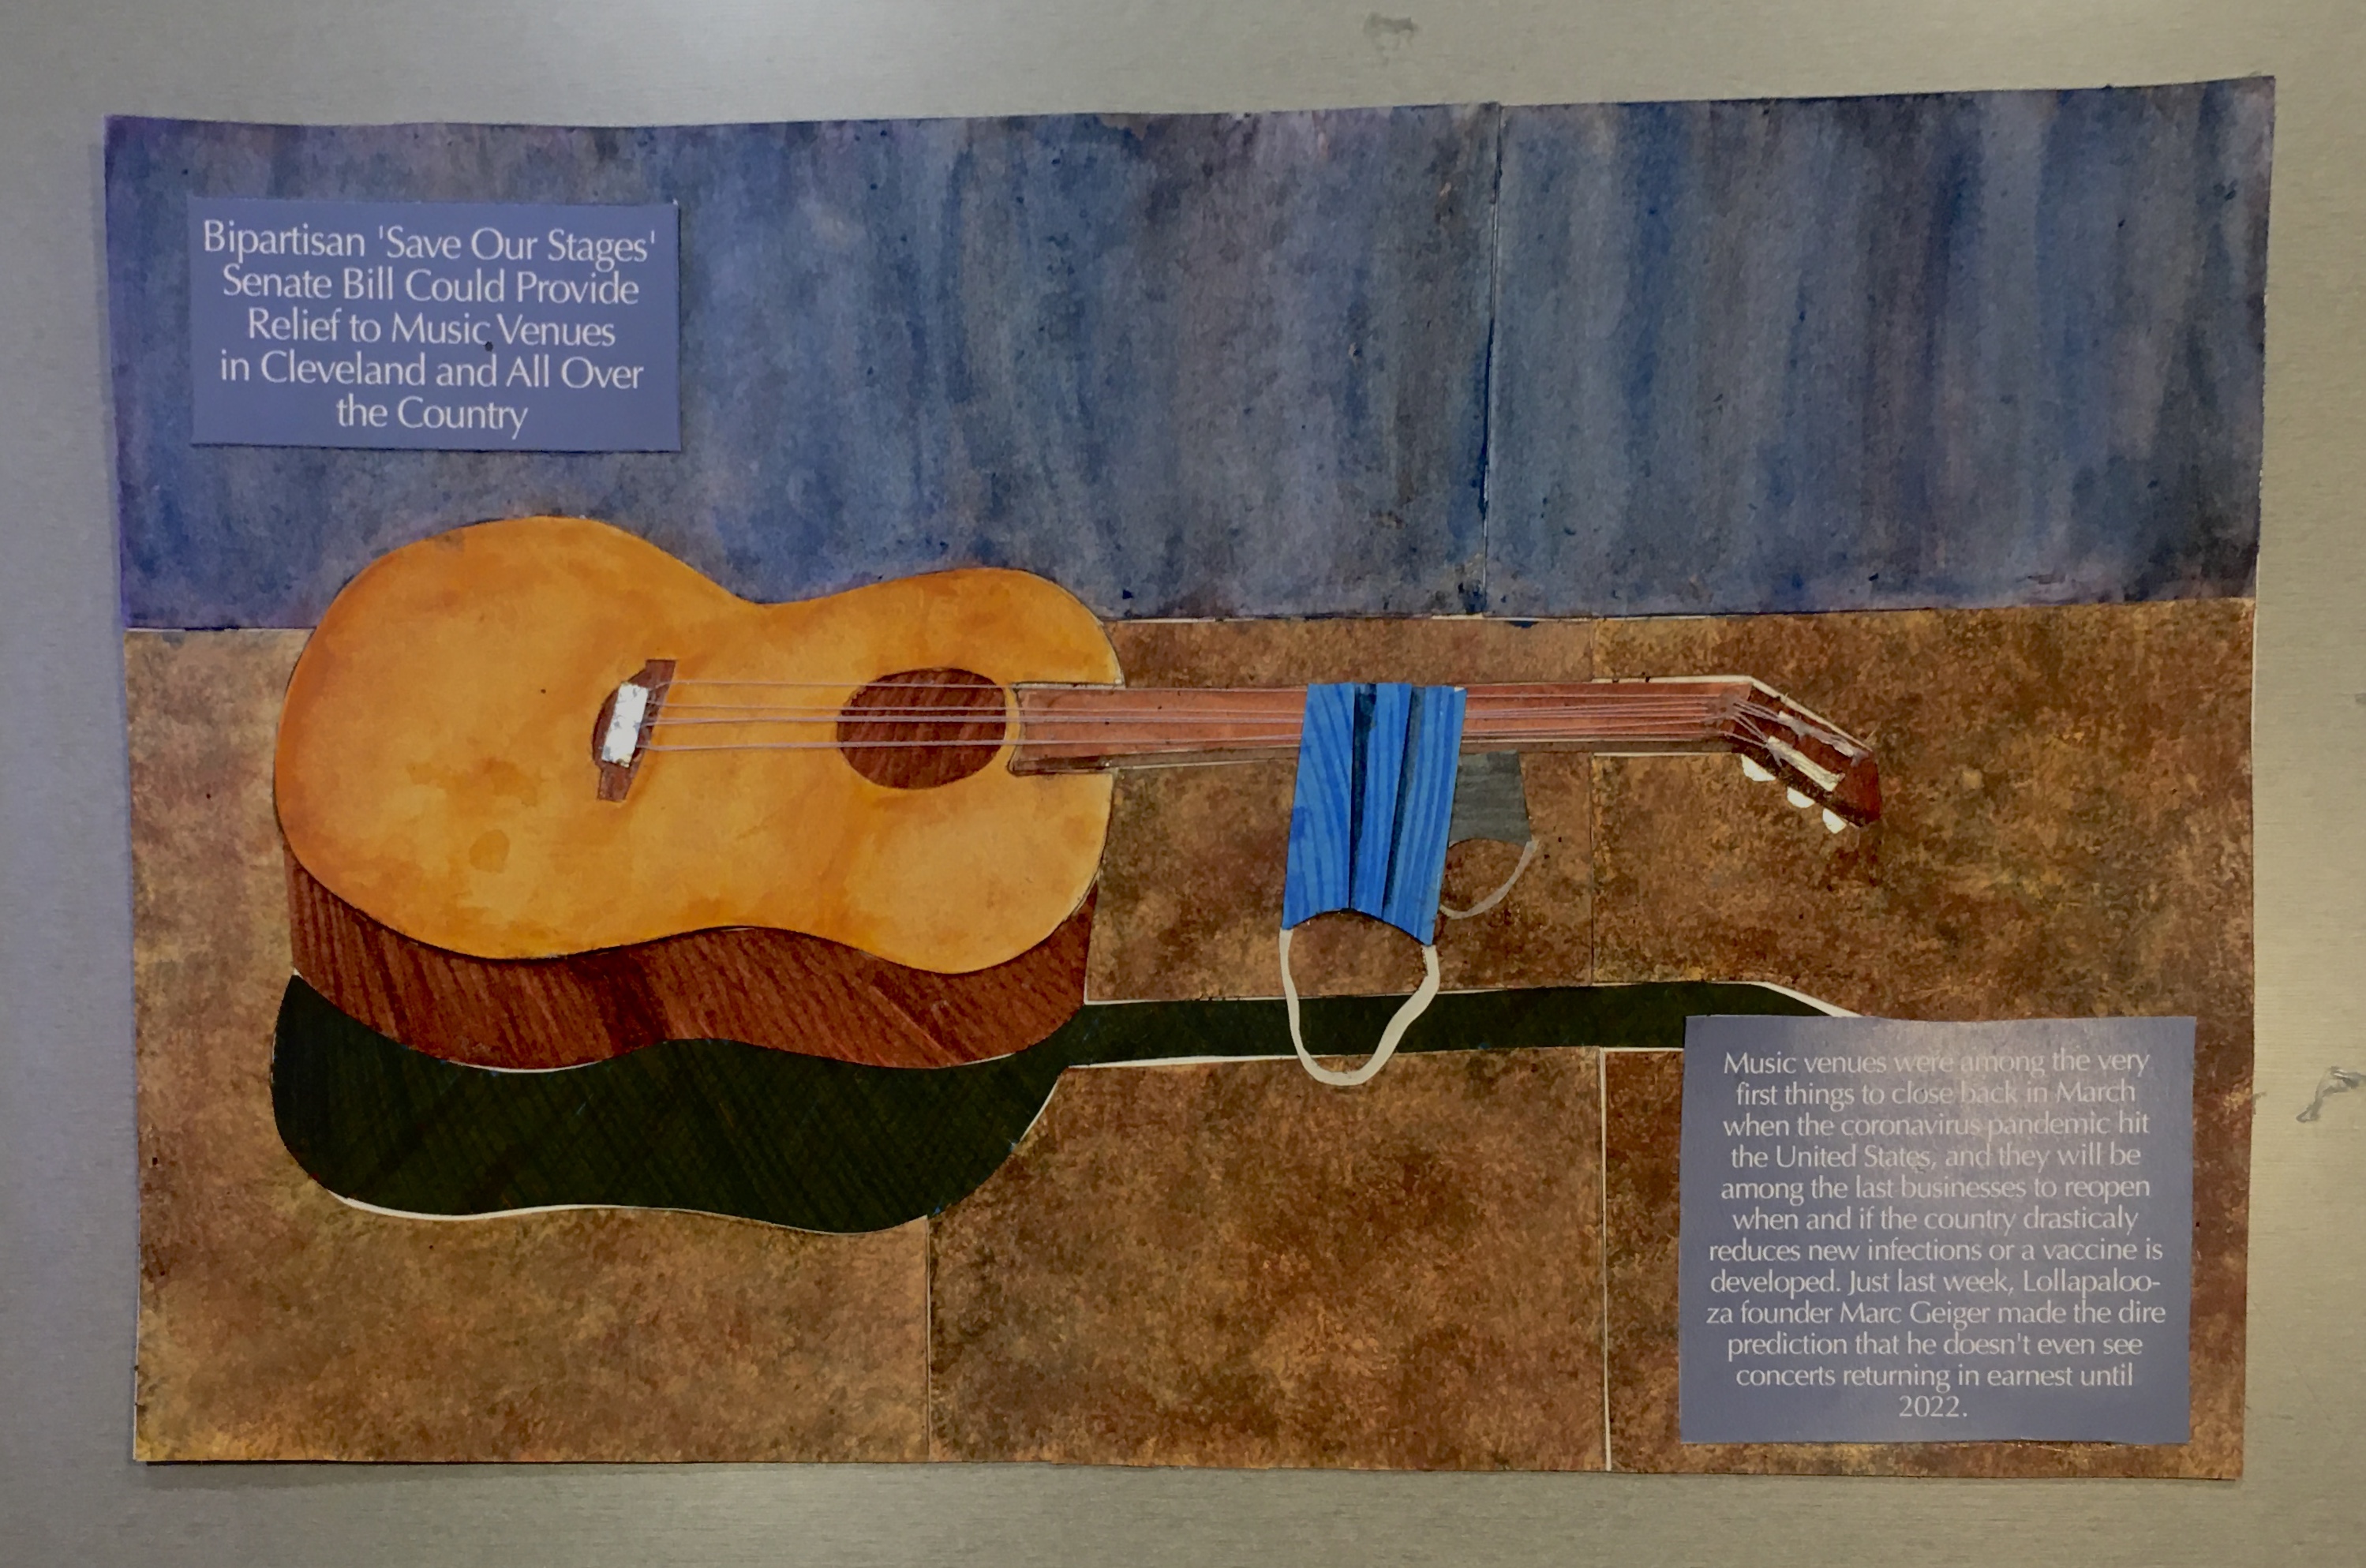 Bipartisan 'Save Our Stages'
Senate Bill Could Provide
Relief to Music Venues
in Cleveland and All Over
the Country
Music venues were among the very
first things to close back in March
when the coronavirus pandemic hit
the United States, and they will be
among the last businesses to reopen
when and if the country drasticaly
reduces new infections or a vaccine is
developed. Just last week, Lollapaloo-
za founder Marc Geiger made the dire
prediction that he doesn't even see
concerts returning in earnest until
2022.